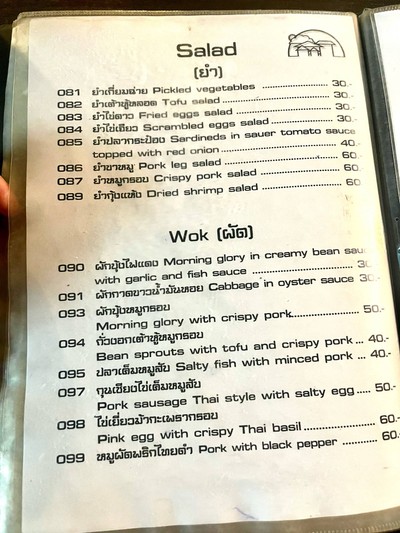 Salad
(ยำ)
081 ยำเกี่ยมฉ่าย Pickled vegetables .................... 30.-
082 ยำเต้าหู้หลอด Tofu salad .................... 30.-
083 ยำไข่ดาว Fried eggs salad .................... 30.-
084 ยำไข่เยียว Scrambled eggs salad .................... 30.-
085 ยำปลากระป๋อง Sardineds in sauer tomato sauce
topped with red onion .................... 40.-
086 ยำขาหมู Pork leg salad .................... 60.-
087 ยำหมูกรอบ Crispy pork salad .................... 60
089 ยำกุ้งแห้ง Dried shrimp salad .................... 60
Wok (ผัด)
090 ผักบุ้งไฟแดง Morning glory in creamy bean sau
with garlic and fish sauce .................... 3
091 ผักกาดขาวน้ำมันหอย Cabbage in oyster sauce 30
093 ผักบุ้งหมูกรอบ
Morning glory with crispy pork .................... 50.-
094 ถั่วงอกเต้าหู้หมูกรอบ
Bean sprouts with tofu and crispy pork ... 40.-
095 ปลาเค็มหมูสับ Salty fish with minced pork ... 40.-
097 กุนเชียงไข่เค็มหมูสับ
Pork sausage Thai style with salty egg ..... 50.-
098 ไข่เยี่ยวม้ากะเพรากรอบ
Pink egg with crispy Thai basil .................... 60.-
099 หมูผัดพริกไทยดำ Pork with black pepper ............ 60.